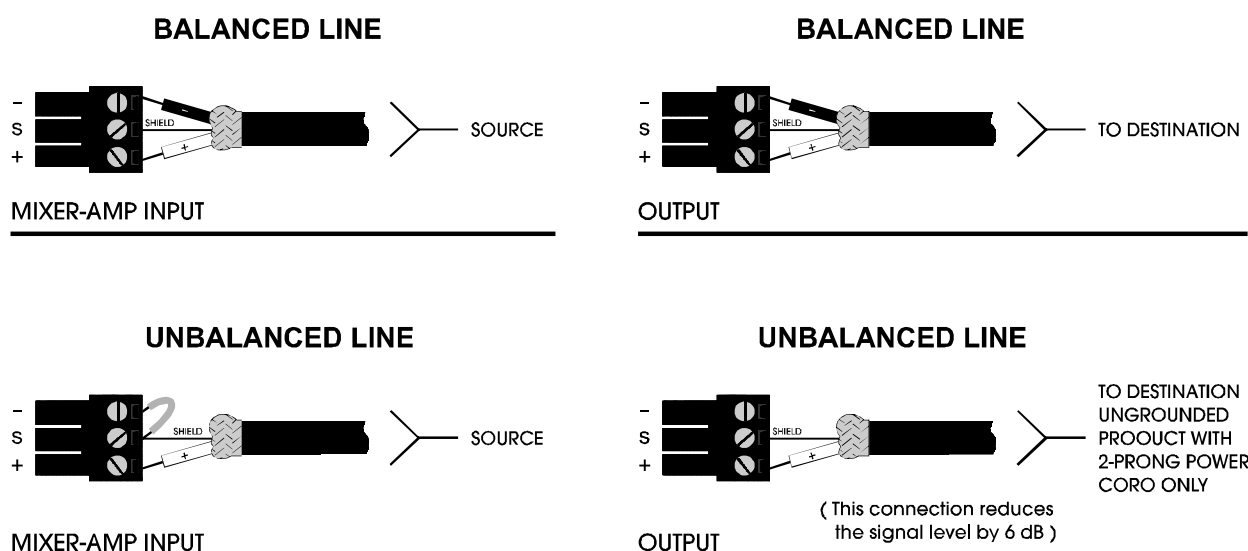 BALANCED LINE
−
S
+
SHIELD
+
SOURCE
MIXER-AMP INPUT
BALANCED LINE
−
S
+
SHIELD
+
TO DESTINATION
OUTPUT
UNBALANCED LINE
−
S
+
SHIELD
+
SOURCE
MIXER-AMP INPUT
UNBALANCED LINE
−
S
+
SHIELD
+
TO DESTINATION
UNGROUNDED
PROOUCT WITH
2-PRONG POWER
CORO ONLY
( This connection reduces
the signal level by 6 dB )
OUTPUT